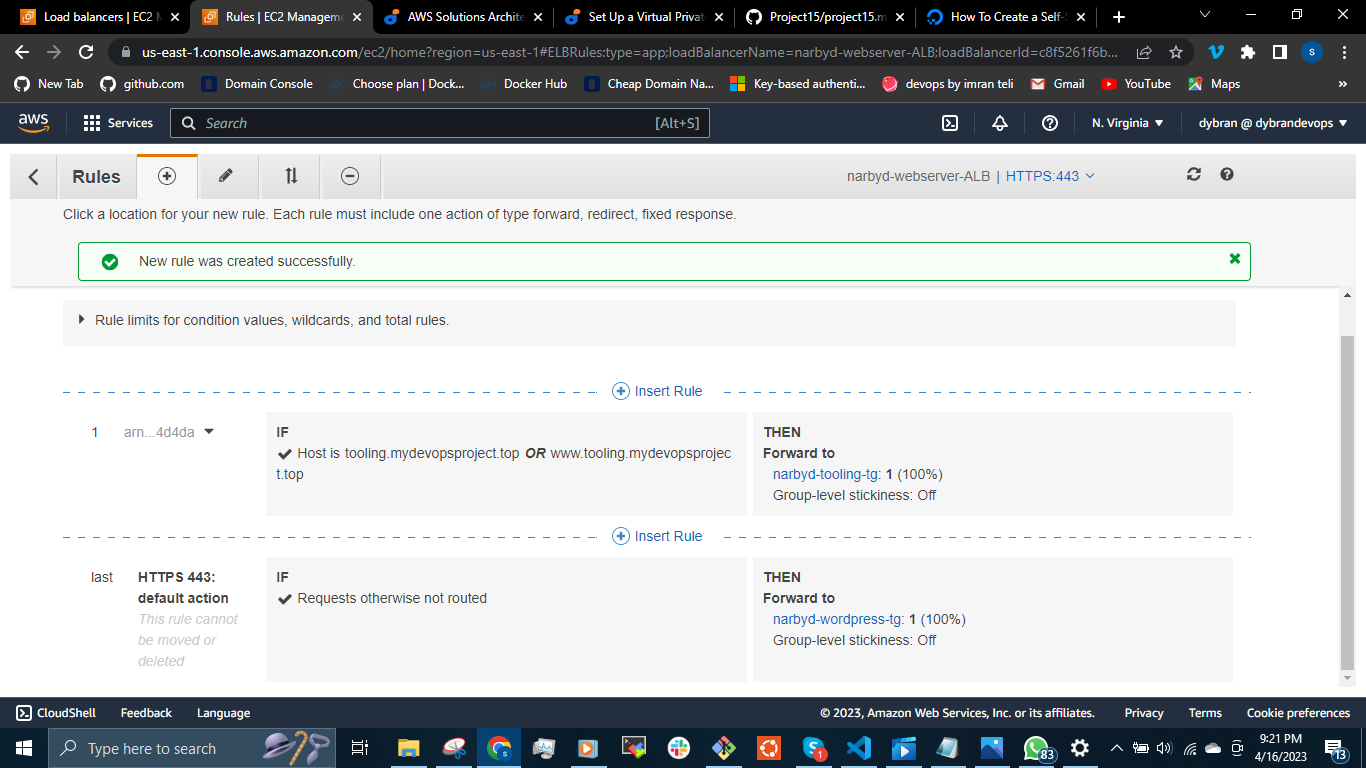 Load balancers | EC2 M
Rules | EC2 Manageme
AWS Solutions Archite
Set Up a Virtual Privat
Project15/project15.m
How To Create a Self-S
us-east-1.console.aws.amazon.com/ec2/home?region=us-east-1#ELBRules:type=app;loadBalancerName=narbyd-webserver-ALB;loadBalancerId=c8f5261f6b...
S
New Tab
github.com
Domain Console
Choose plan | Dock...
Docker Hub
Cheap Domain Na...
Key-based authenti...
devops by imran teli
Gmail
YouTube
Maps
»
aws
Services
Search
[Alt+S]
N. Virginia
dybran @ dybrandevops
Rules
narbyd-webserver-ALB | HTTPS:443
Click a location for your new rule. Each rule must include one action of type forward, redirect, fixed response.
New rule was created successfully.
Rule limits for condition values, wildcards, and total rules.
Insert Rule
1
arn...4d4da
IF
Host is tooling.mydevopsproject.top OR www.tooling.mydevopsprojec
t.top
THEN
Forward to
narbyd-tooling-tg: 1 (100%)
Group-level stickiness: Off
Insert Rule
last
HTTPS 443:
default action
This rule cannot
be moved or
deleted
IF
Requests otherwise not routed
THEN
Forward to
narbyd-wordpress-tg: 1 (100%)
Group-level stickiness: Off
CloudShell
Feedback
Language
© 2023, Amazon Web Services, Inc. or its affiliates.
Privacy
Terms
Cookie preferences
Type here to search
1
83
9:21 PM
4/16/2023
13